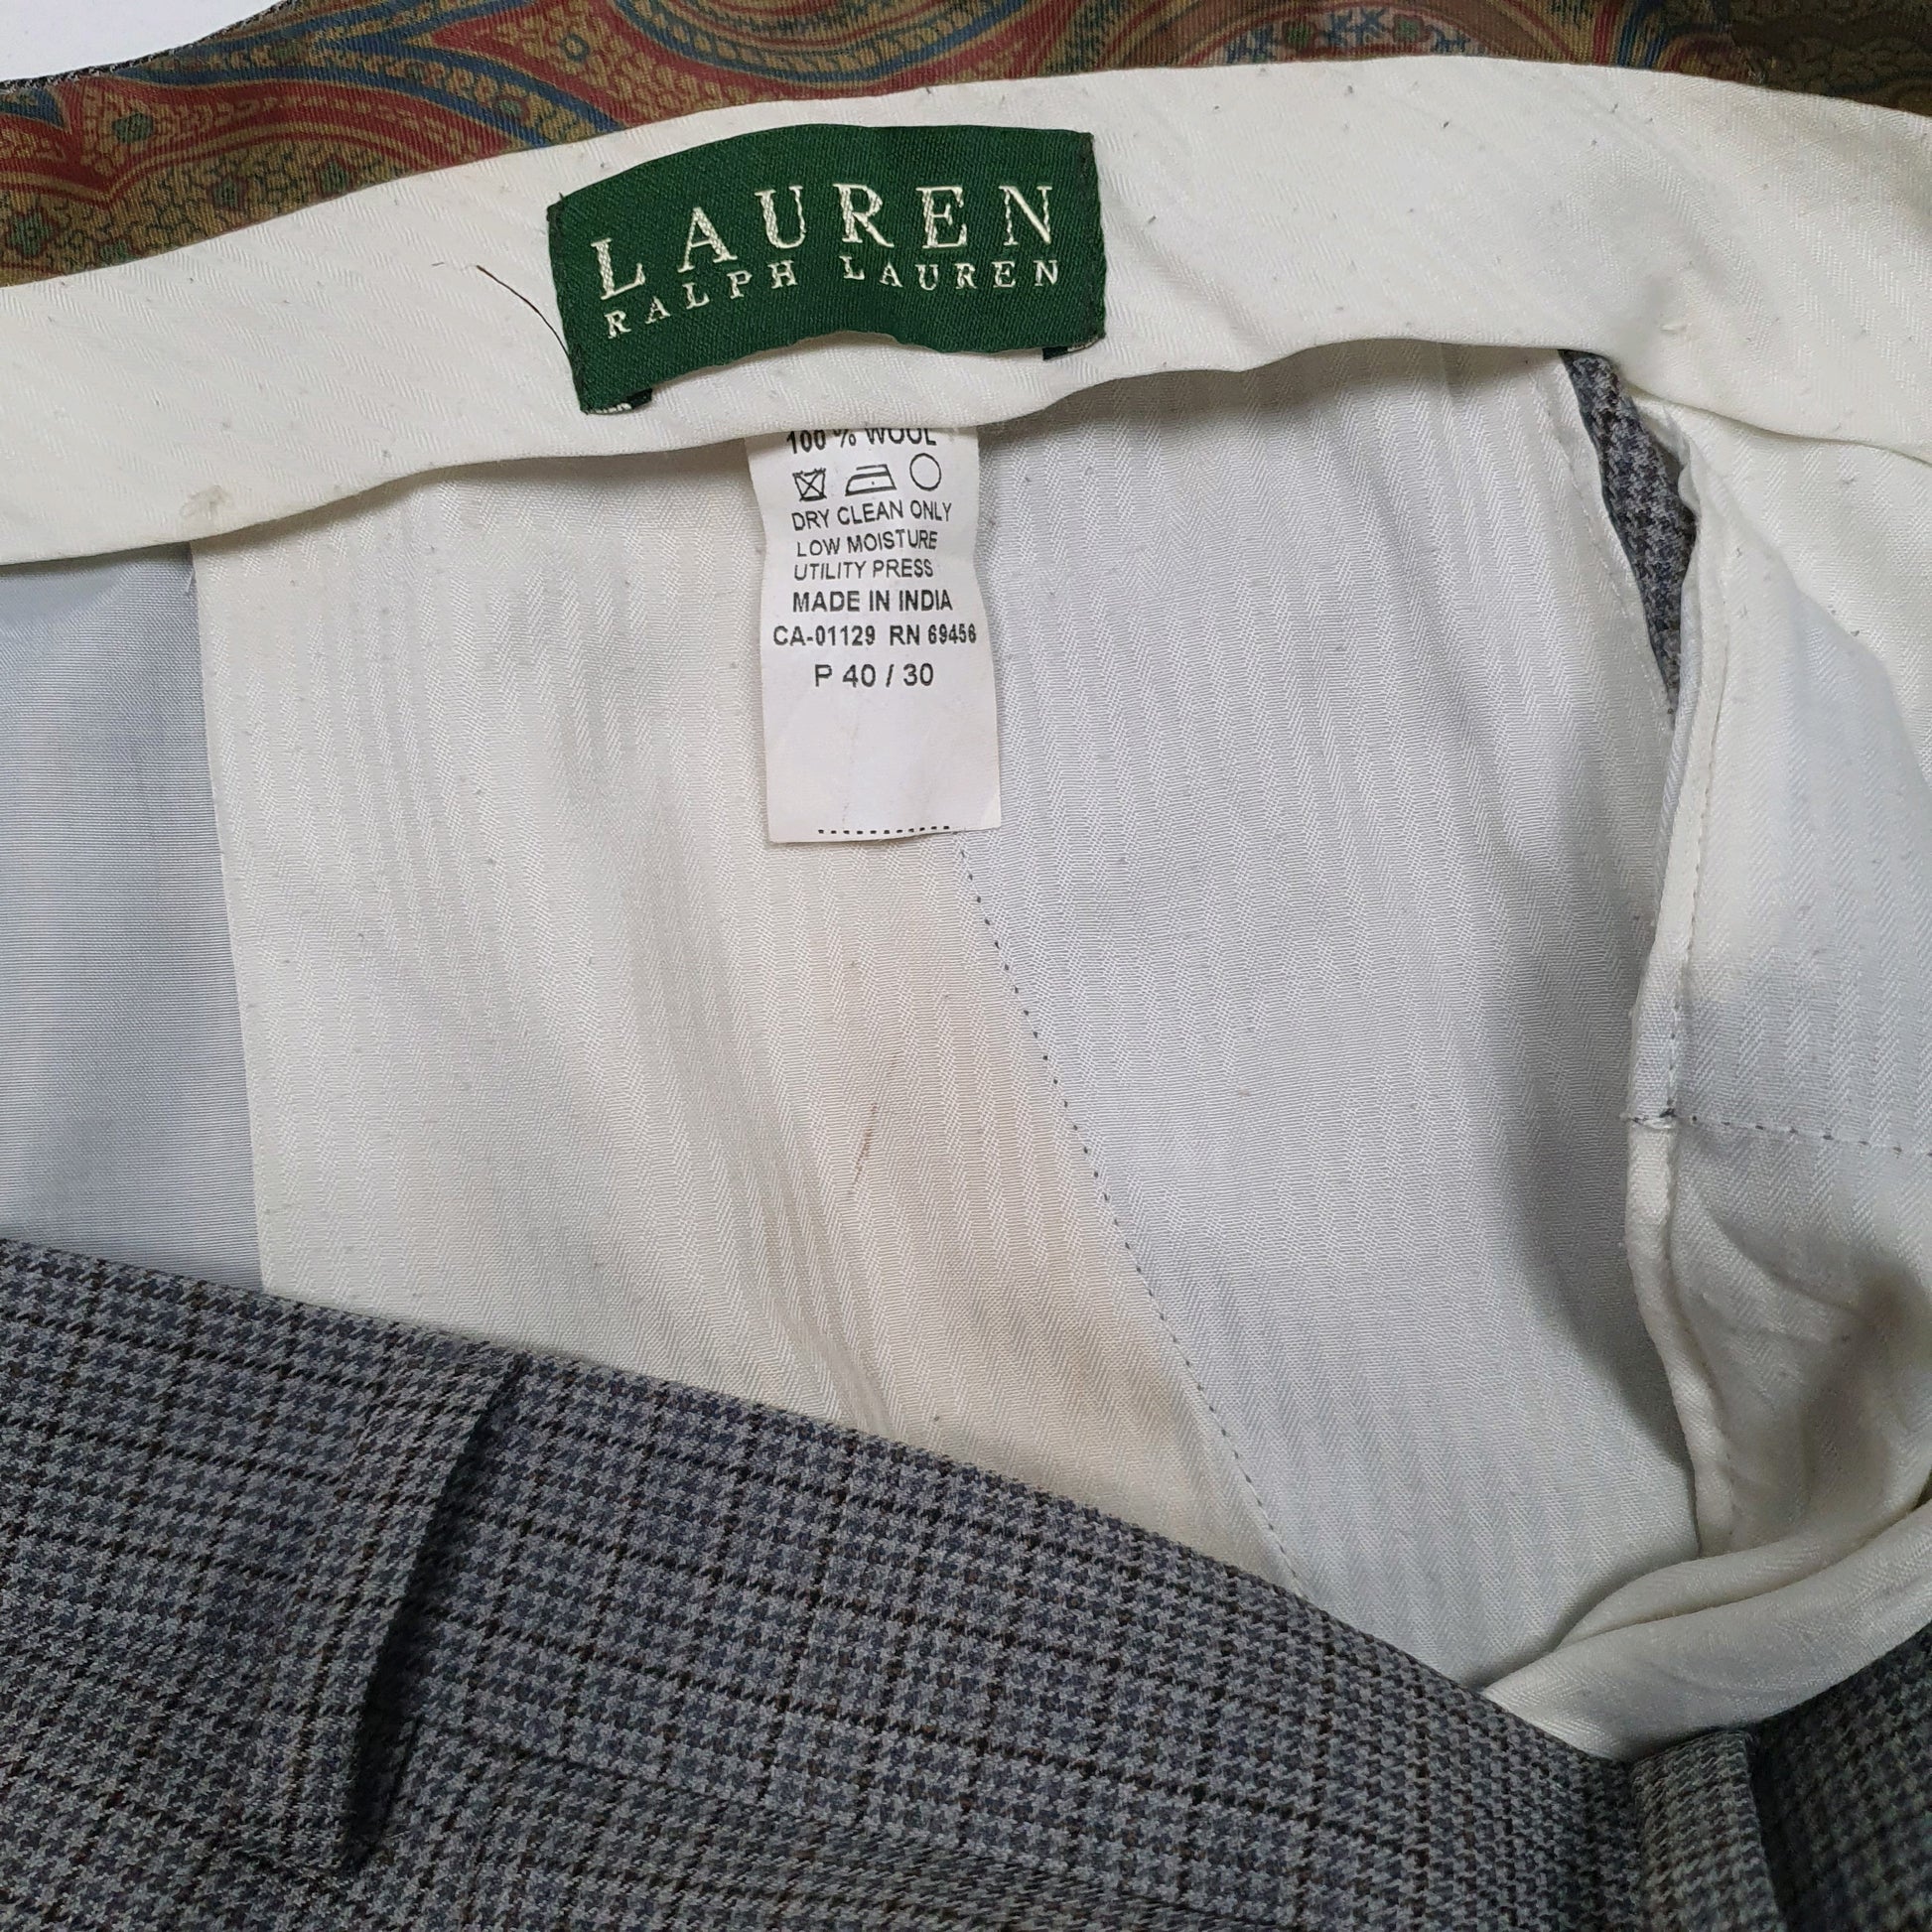 LAUREN
RALPH LAUREN
100 % WOOL
DRY CLEAN ONLY
LOW MOISTURE
UTILITY PRESS
MADE IN INDIA
CA-01129 RN 69456
P 40 / 30